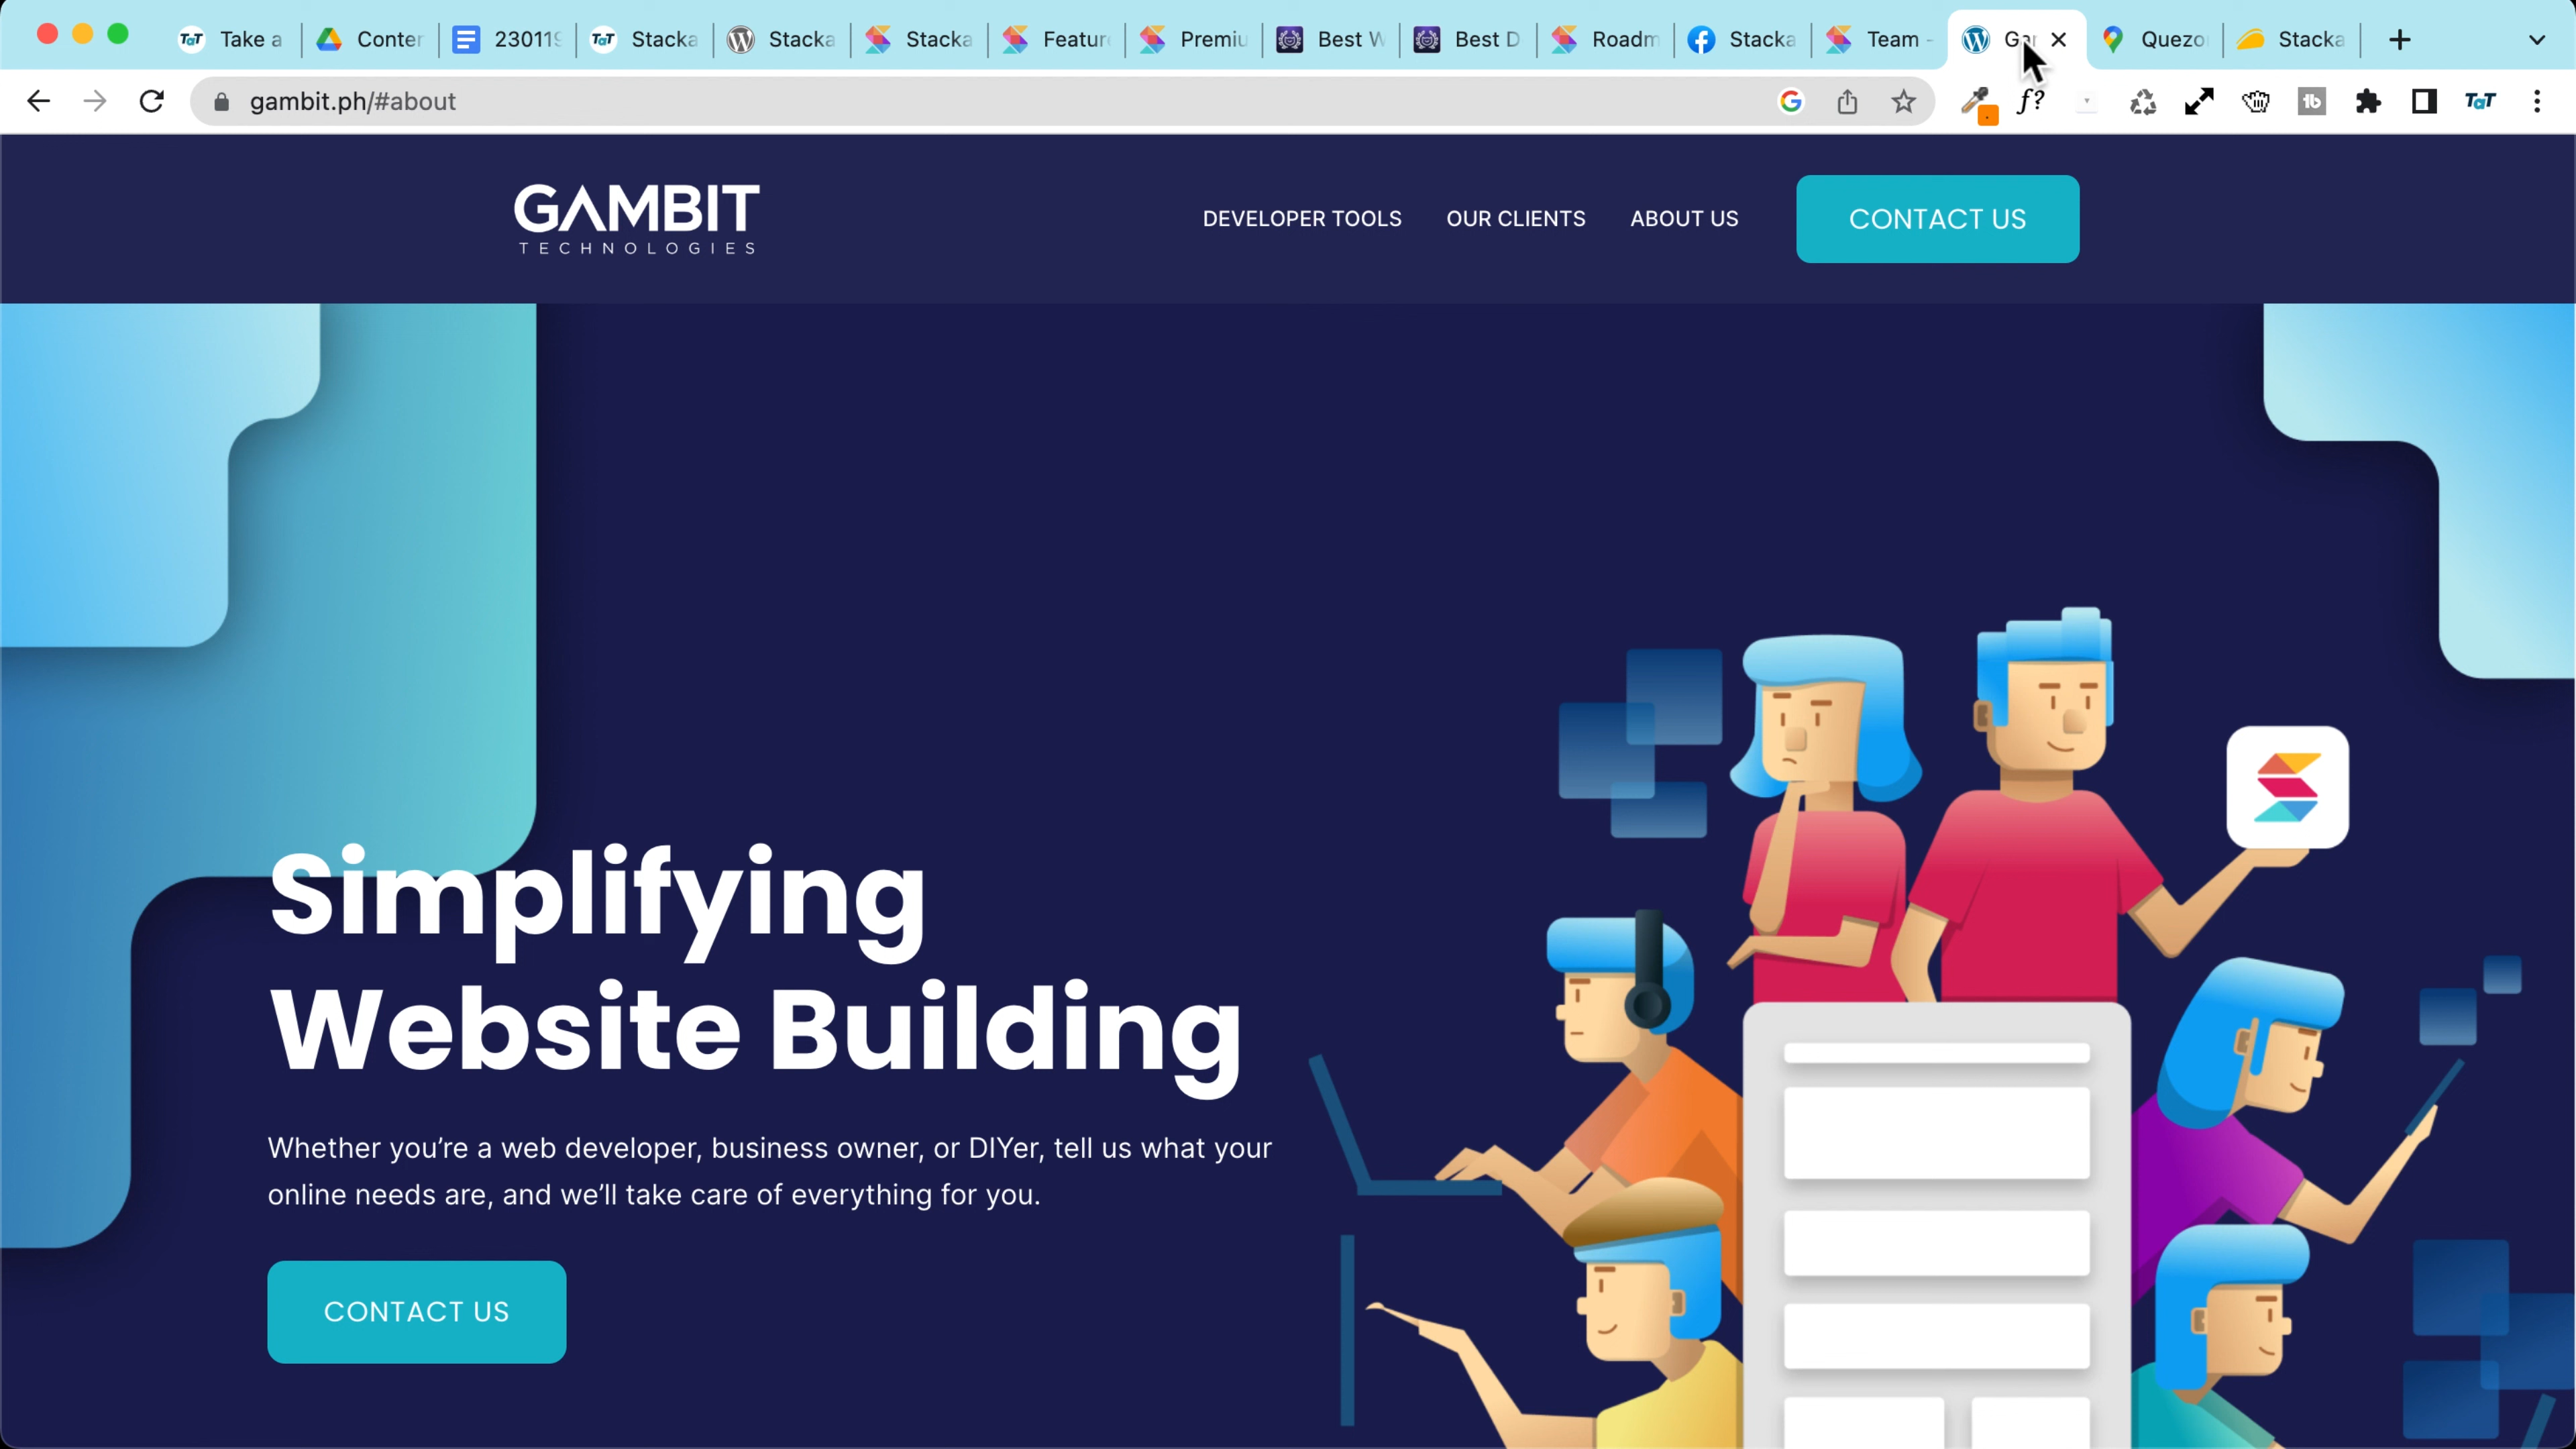 Take a
Conter
230119
Stacka
Stacka
Stacka
Featur
Premiu
Best W
Best D
Roadm
Stacka
Team -
Quezo
Stacka
gambit.ph/#about
f?
tb
TaT
GAMBIT
TECHNOLOGIES
DEVELOPER TOOLS
OUR CLIENTS
ABOUT US
CONTACT US
Simplifying
Website Building
Whether you're a web developer, business owner, or DIYer, tell us what your
online needs are, and we'll take care of everything for you.
CONTACT US